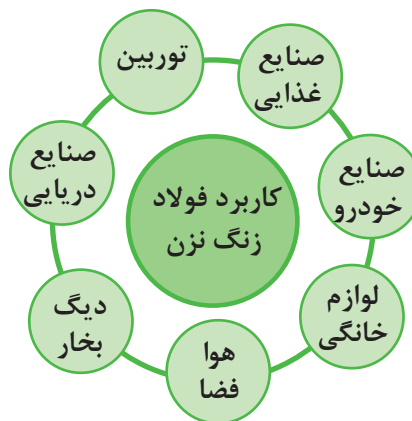 کاربرد فولاد
زنگ نزن
صنایع
غذایی
صنایع
خودرو
لوازم
خانگی
هوا
فضا
دیگ
بخار
صنایع
دریایی
توربین